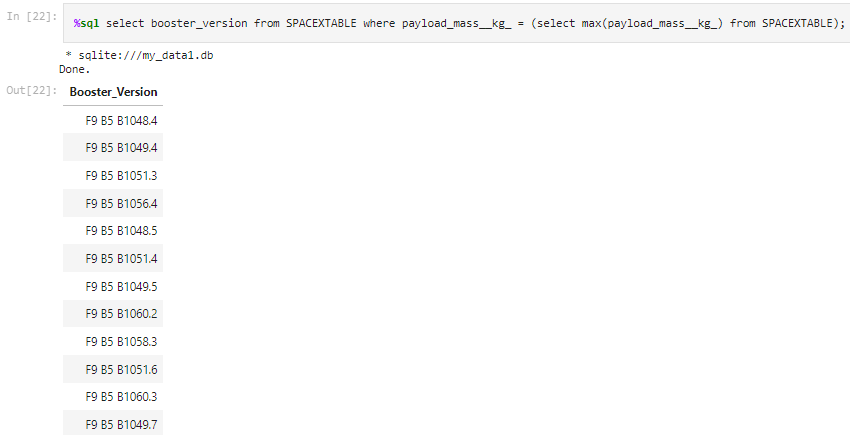 In [22]: %sql select booster_version from SPACEXTABLE where payload_mass__kg_ = (select max(payload_mass__kg_) from SPACEXTABLE);
* sqlite:///my_data1.db
Done.
Out[22]: Booster_Version
F9 B5 B1048.4
F9 B5 B1049.4
F9 B5 B1051.3
F9 B5 B1056.4
F9 B5 B1048.5
F9 B5 B1051.4
F9 B5 B1049.5
F9 B5 B1060.2
F9 B5 B1058.3
F9 B5 B1051.6
F9 B5 B1060.3
F9 B5 B1049.7